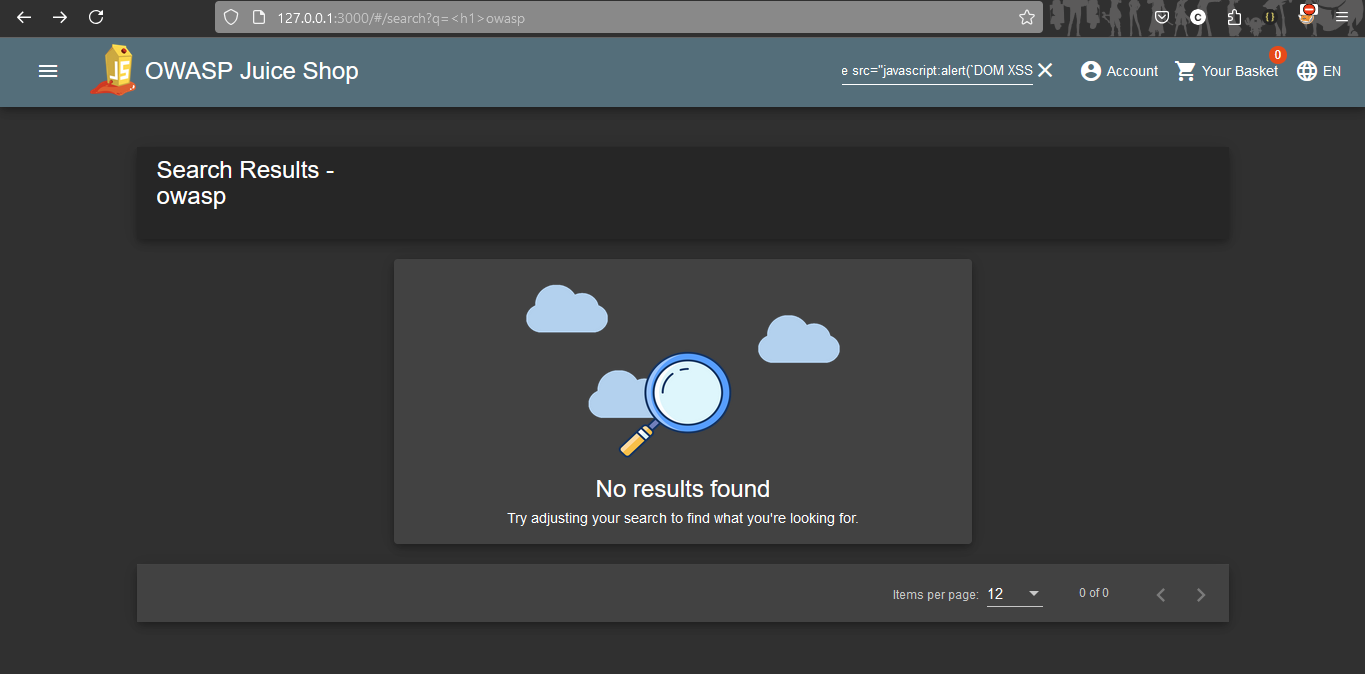 127.0.0.1:3000/#/search?q=<h1>owasp
C
{}
JS
OWASP Juice Shop
e src="javascript:alert(`DOM XSS
Account
Your Basket
0
EN
Search Results -
owasp
No results found
Try adjusting your search to find what you're looking for.
Items per page: 12
0 of 0